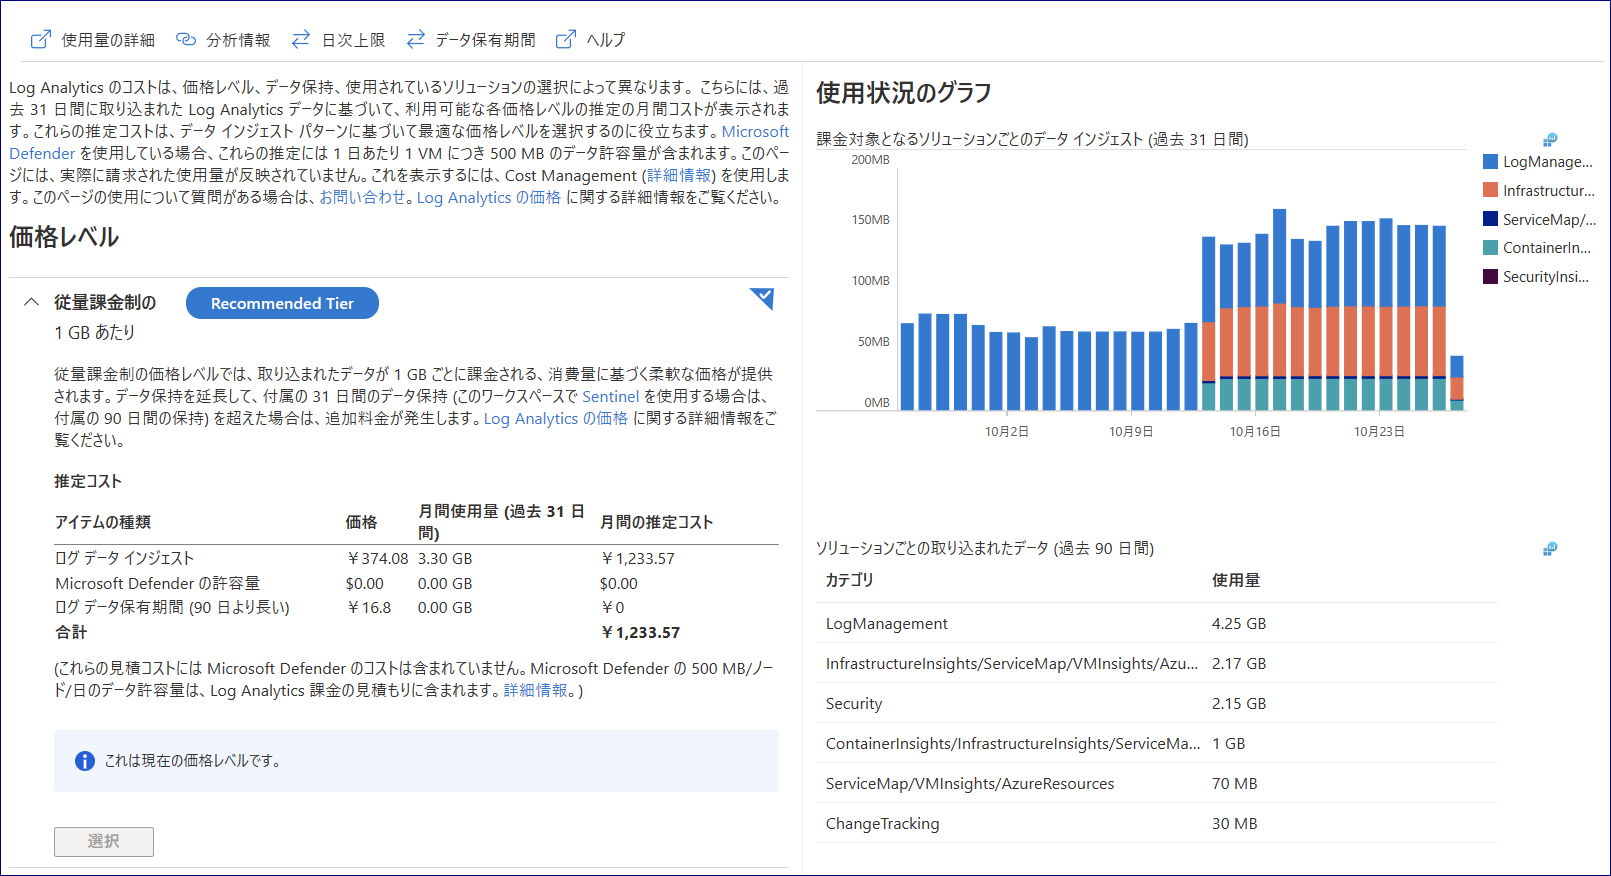 使用量の詳細 分析情報 日次上限 データ保有期間 ヘルプ
Log Analytics のコストは、価格レベル、データ保持、使用されているソリューションの選択によって異なります。こちらには、過
去 31 日間に取り込まれた Log Analytics データに基づいて、利用可能な各価格レベルの推定の月間コストが表示されま
す。これらの推定コストは、データ インジェスト パターンに基づいて最適な価格レベルを選択するのに役立ちます。Microsoft
Defender を使用している場合、これらの推定には 1 日あたり 1 VM につき 500 MB のデータ許容量が含まれます。このペー
ジには、実際に請求された使用量が反映されていません。これを表示するには、Cost Management (詳細情報) を使用しま
す。このページの使用について質問がある場合は、お問い合わせ。Log Analytics の価格 に関する詳細情報をご覧ください。
価格レベル
従量課金制の
Recommended Tier
1 GB あたり
従量課金制の価格レベルでは、取り込まれたデータが 1 GB ごとに課金される、消費量に基づく柔軟な価格が提供
されます。データ保持を延長して、付属の 31 日間のデータ保持 (このワークスペースで Sentinel を使用する場合は、
付属の 90 日間の保持) を超えた場合は、追加料金が発生します。Log Analytics の価格 に関する詳細情報をご
覧ください。
推定コスト
アイテムの種類 価格 月間使用量 (過去 31 日間) 月間の推定コスト
ログ データ インジェスト ￥374.08 3.30 GB ￥1,233.57
Microsoft Defender の許容量 $0.00 0.00 GB $0.00
ログ データ保有期間 (90 日より長い) ￥16.8 0.00 GB ￥0
合計 ￥1,233.57
(これらの見積コストには Microsoft Defender のコストは含まれていません。Microsoft Defender の 500 MB/ノー
ド/日のデータ許容量は、Log Analytics 課金の見積もりに含まれます。詳細情報。)
これは現在の価格レベルです。
選択
使用状況のグラフ
課金対象となるソリューションごとのデータ インジェスト (過去 31 日間)
200MB
150MB
100MB
50MB
0MB
10月2日 10月9日 10月16日 10月23日
LogManage...
Infrastructur...
ServiceMap/...
ContainerIn...
SecurityInsi...
ソリューションごとの取り込まれたデータ (過去 90 日間)
カテゴリ 使用量
LogManagement 4.25 GB
InfrastructureInsights/ServiceMap/VMInsights/Azu... 2.17 GB
Security 2.15 GB
ContainerInsights/InfrastructureInsights/ServiceMa... 1 GB
ServiceMap/VMInsights/AzureResources 70 MB
ChangeTracking 30 MB